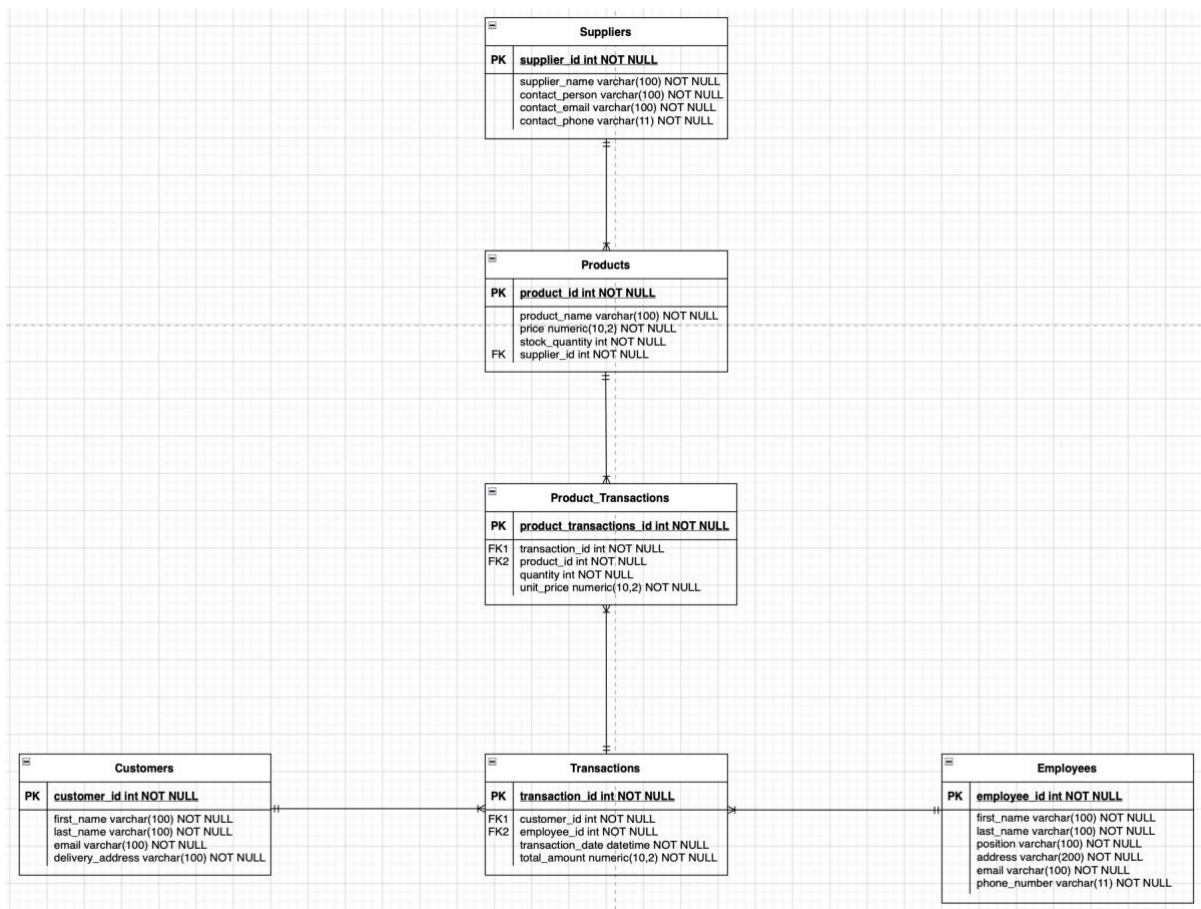 Suppliers
PK supplier_id int NOT NULL
supplier_name varchar(100) NOT NULL
contact_person varchar(100) NOT NULL
contact_email varchar(100) NOT NULL
contact_phone varchar(11) NOT NULL
Products
PK product_id int NOT NULL
product_name varchar(100) NOT NULL
price numeric(10,2) NOT NULL
stock_quantity int NOT NULL
FK supplier_id int NOT NULL
Product_Transactions
PK product_transactions_id int NOT NULL
FK1 transaction_id int NOT NULL
FK2 product_id int NOT NULL
quantity int NOT NULL
unit_price numeric(10,2) NOT NULL
Customers
PK customer_id int NOT NULL
first_name varchar(100) NOT NULL
last_name varchar(100) NOT NULL
email varchar(100) NOT NULL
delivery_address varchar(100) NOT NULL
Transactions
PK transaction_id int NOT NULL
FK1 customer_id int NOT NULL
FK2 employee_id int NOT NULL
transaction_date datetime NOT NULL
total_amount numeric(10,2) NOT NULL
Employees
PK employee_id int NOT NULL
first_name varchar(100) NOT NULL
last_name varchar(100) NOT NULL
position varchar(100) NOT NULL
address varchar(200) NOT NULL
email varchar(100) NOT NULL
phone_number varchar(11) NOT NULL